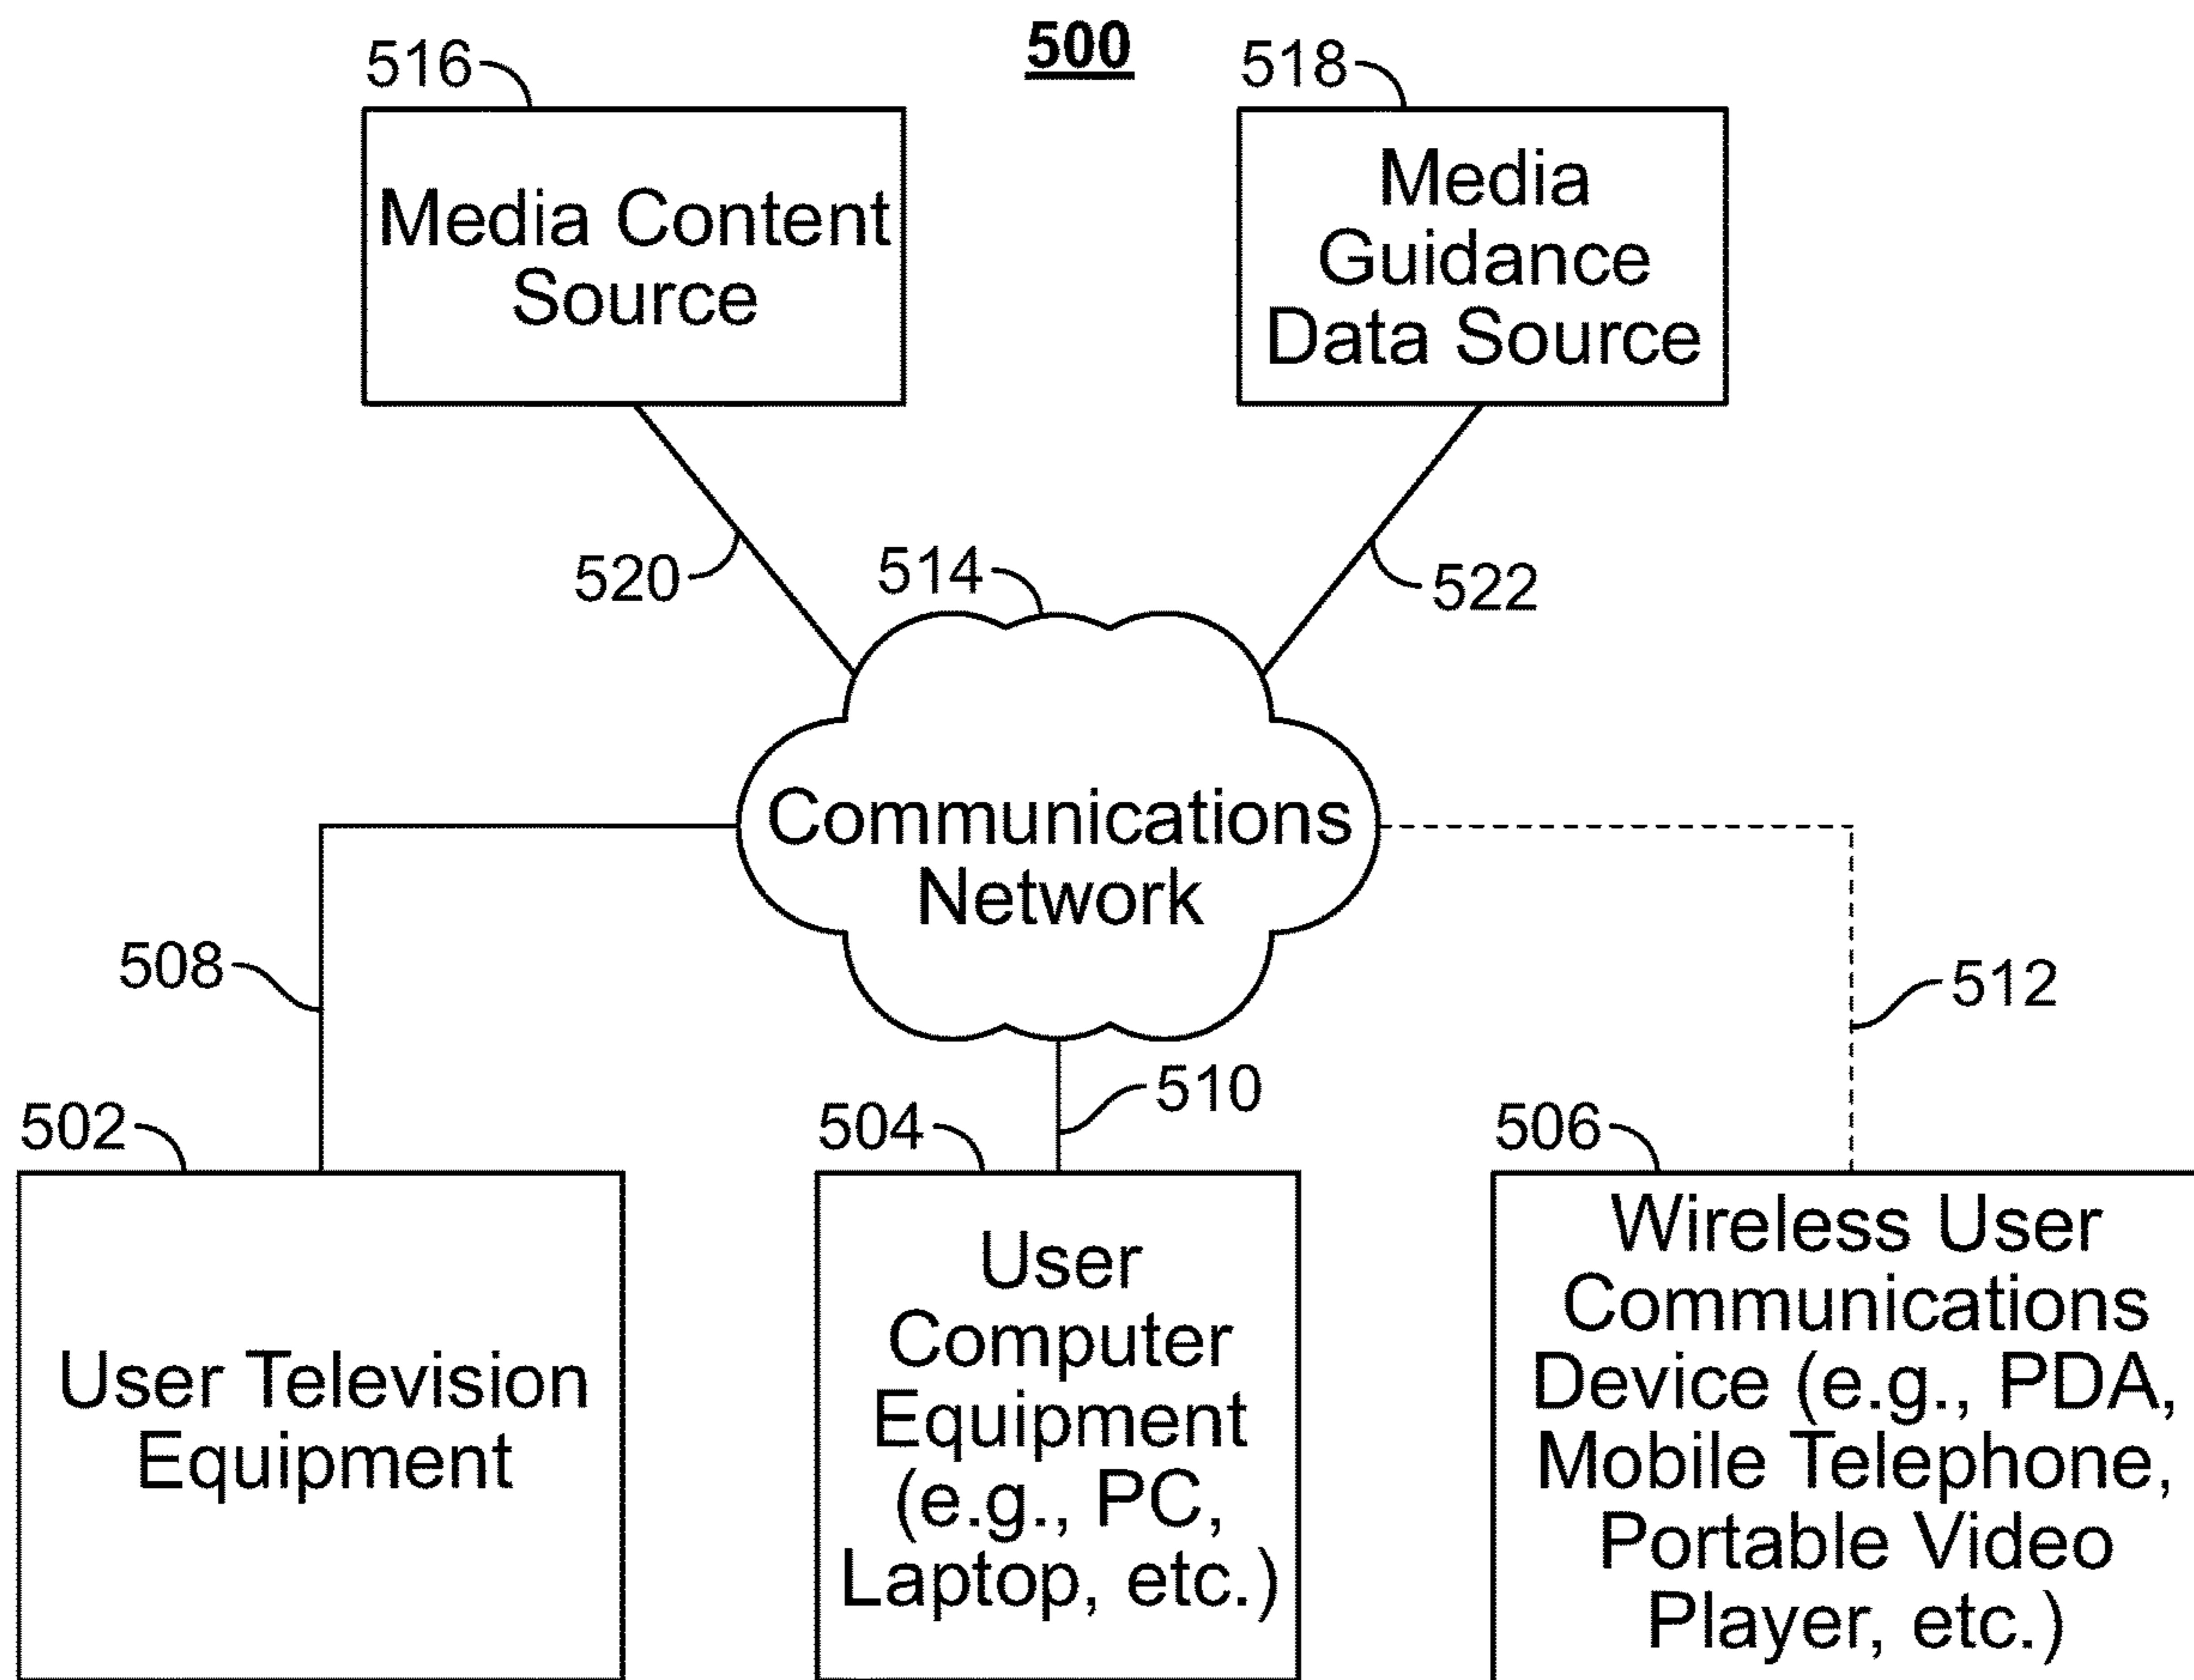 500
516
518
Media Content
Source
Media
Guidance
Data Source
520
514
522
Communications
Network
508
512
510
502
504
506
User Television
Equipment
User
Computer
Equipment
(e.g., PC,
Laptop, etc.)
Wireless User
Communications
Device (e.g., PDA,
Mobile Telephone,
Portable Video
Player, etc.)